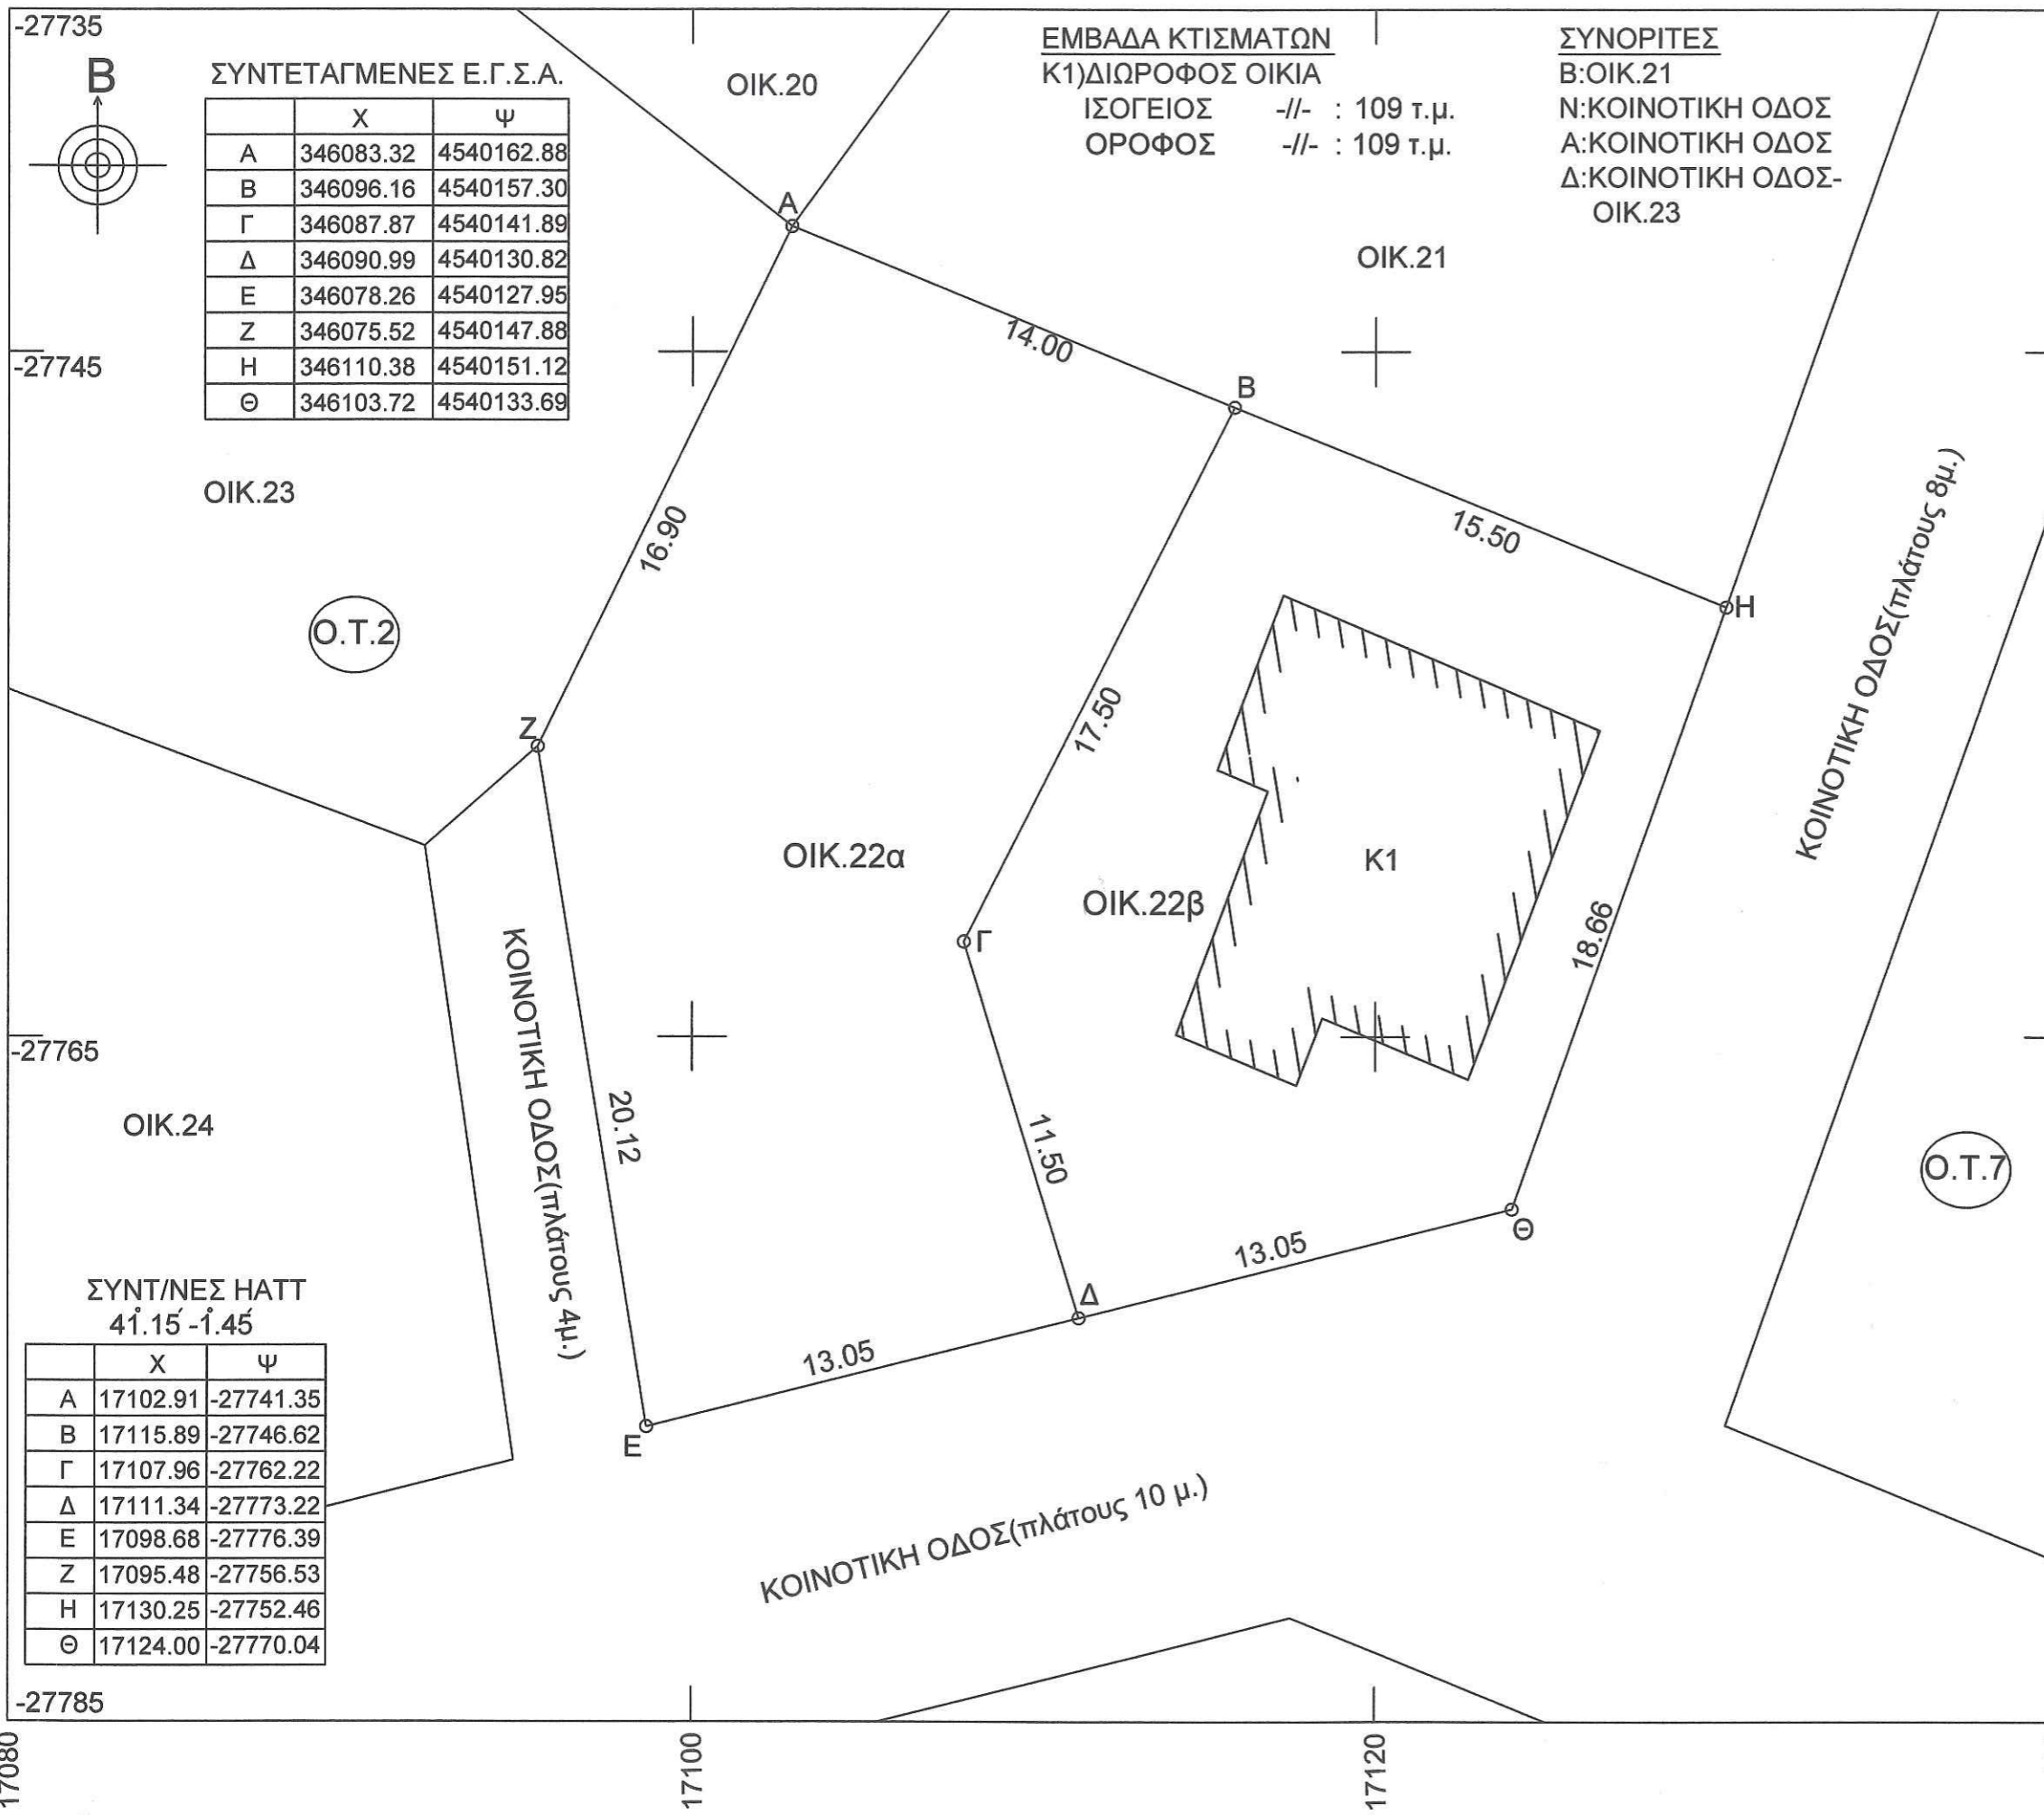 -27735
Β
ΣΥΝΤΕΤΑΓΜΕΝΕΣ Ε.Γ.Σ.Α.
Χ Ψ
Α 346083.32 4540162.88
Β 346096.16 4540157.30
Γ 346087.87 4540141.89
Δ 346090.99 4540130.82
Ε 346078.26 4540127.95
Ζ 346075.52 4540147.88
Η 346110.38 4540151.12
Θ 346103.72 4540133.69
ΟΙΚ.20
ΕΜΒΑΔΑ ΚΤΙΣΜΑΤΩΝ
Κ1)ΔΙΩΡΟΦΟΣ ΟΙΚΙΑ
ΙΣΟΓΕΙΟΣ -//- : 109 τ.μ.
ΟΡΟΦΟΣ -//- : 109 τ.μ.
ΣΥΝΟΡΙΤΕΣ
Β:ΟΙΚ.21
Ν:ΚΟΙΝΟΤΙΚΗ ΟΔΟΣ
Α:ΚΟΙΝΟΤΙΚΗ ΟΔΟΣ
Δ:ΚΟΙΝΟΤΙΚΗ ΟΔΟΣ-
ΟΙΚ.23
Α
ΟΙΚ.21
14.00
-27745
Β
ΟΙΚ.23
16.90
15.50
Η
Ο.Τ.2
Ζ
17.50
ΚΟΙΝΟΤΙΚΗ ΟΔΟΣ(πλάτους 8μ.)
ΟΙΚ.22α
Κ1
ΟΙΚ.22β
Γ
18.66
-27765
ΟΙΚ.24
ΚΟΙΝΟΤΙΚΗ ΟΔΟΣ(πλάτους 4μ.)
20.12
11.50
Ο.Τ.7
Θ
13.05
Δ
13.05
Ε
ΣΥΝΤ/ΝΕΣ ΗΑΤΤ
41°.15΄ -1°.45΄
Χ Ψ
Α 17102.91 -27741.35
Β 17115.89 -27746.62
Γ 17107.96 -27762.22
Δ 17111.34 -27773.22
Ε 17098.68 -27776.39
Ζ 17095.48 -27756.53
Η 17130.25 -27752.46
Θ 17124.00 -27770.04
ΚΟΙΝΟΤΙΚΗ ΟΔΟΣ(πλάτους 10 μ.)
-27785
17080
17100
17120